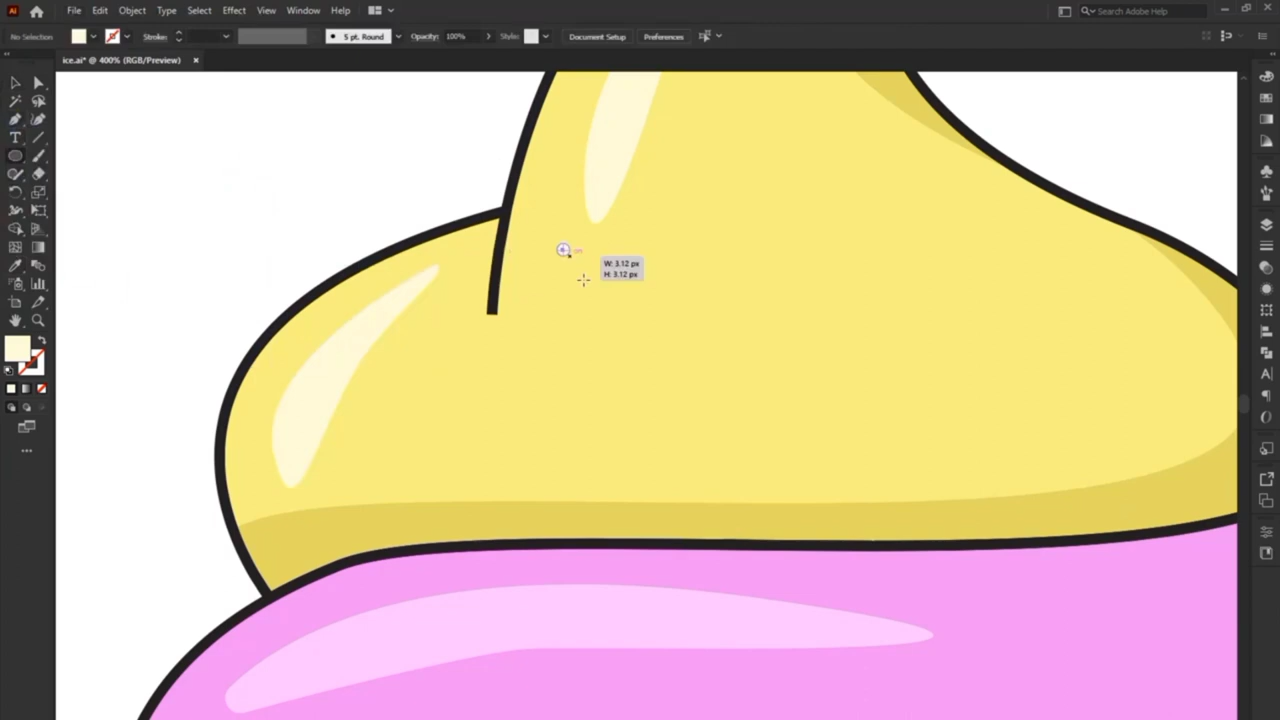 Ai File Edit Object Type Select Effect View Window Help Search Adobe Help
No Selection Stroke: 5 pt. Round Opacity: 100% Style: Document Setup Preferences
ice.ai* @ 400% (RGB/Preview) ×
W: 3.12 px
H: 3.12 px